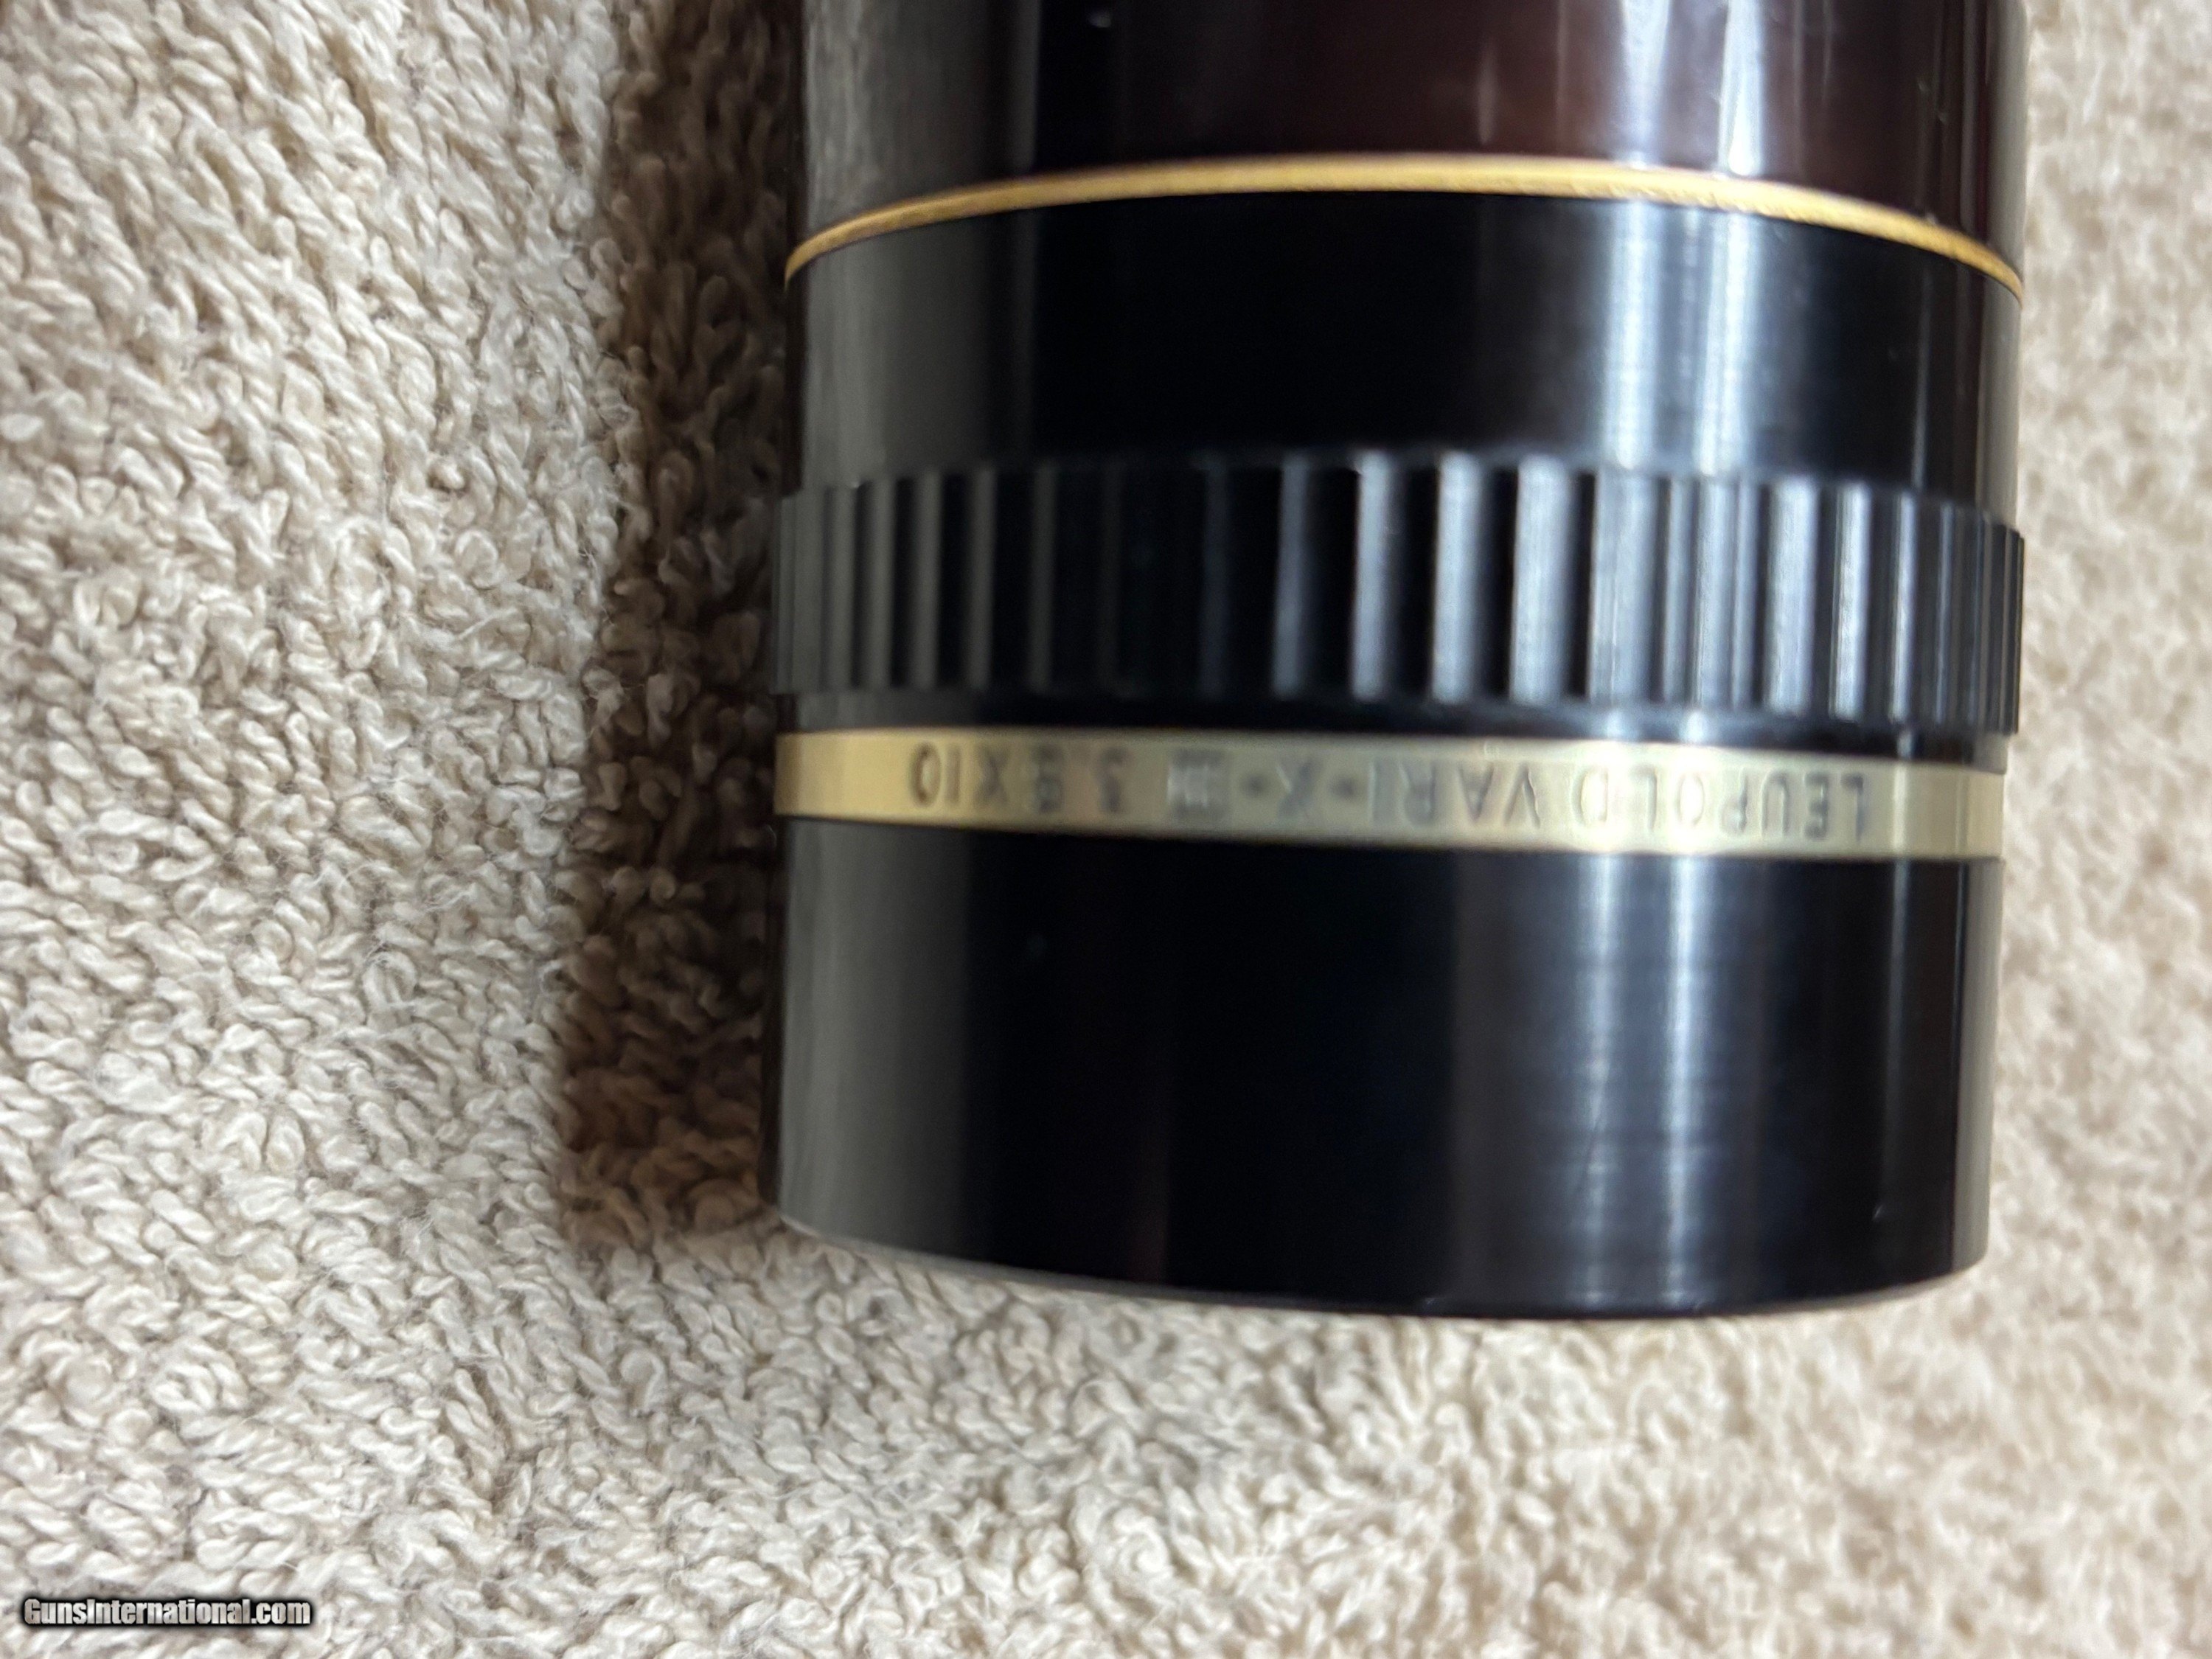 LEUPOLD VARI-X-III 3.5X10
GunsInternational.com